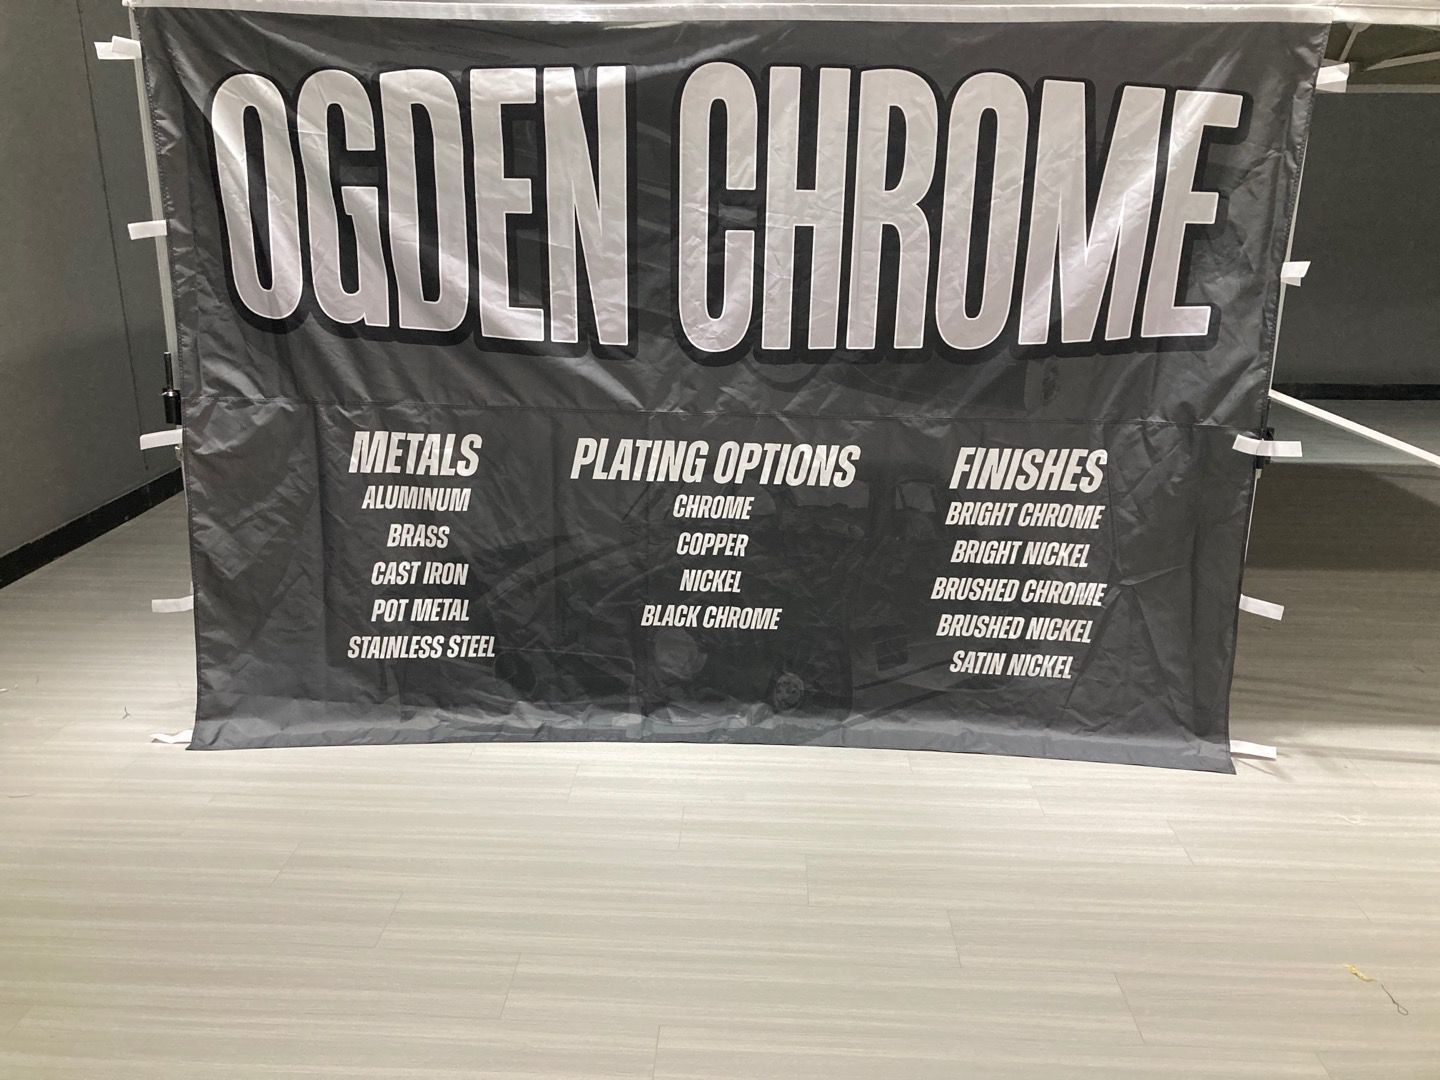 OGDEN CHROME
METALS
ALUMINUM
BRASS
CAST IRON
POT METAL
STAINLESS STEEL
PLATING OPTIONS
CHROME
COPPER
NICKEL
BLACK CHROME
FINISHES
BRIGHT CHROME
BRIGHT NICKEL
BRUSHED CHROME
BRUSHED NICKEL
SATIN NICKEL